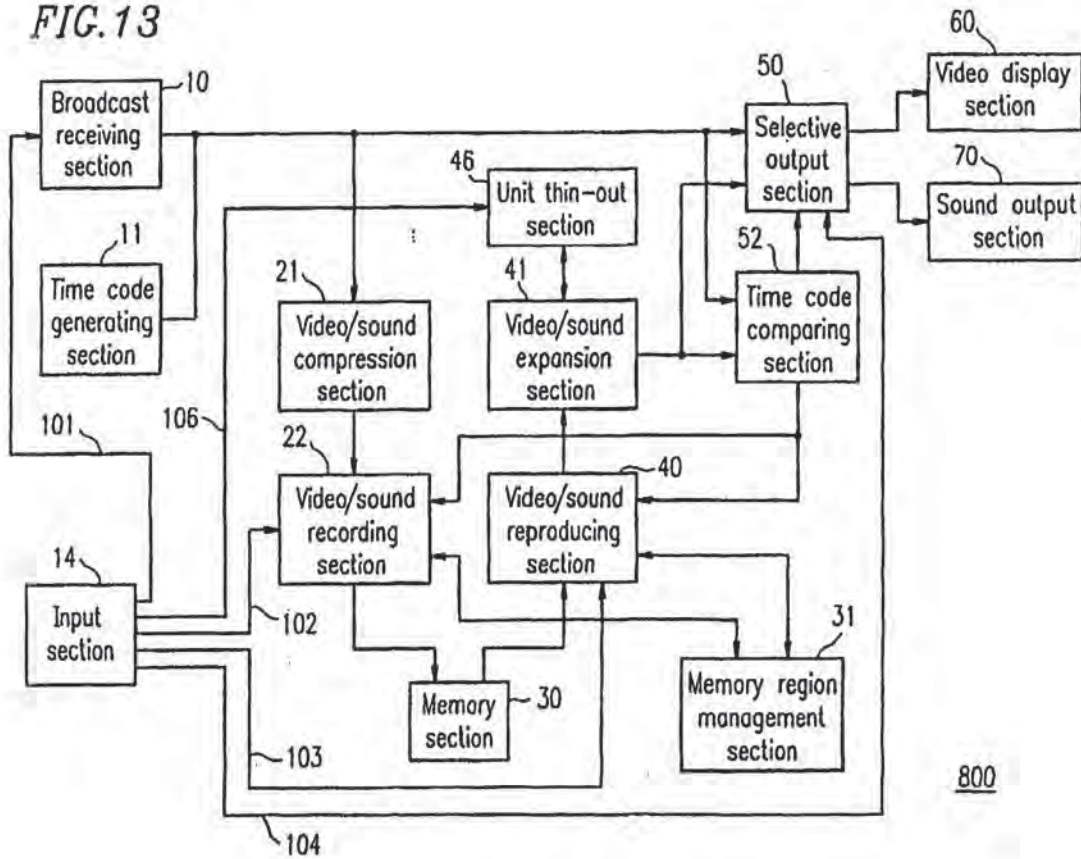 FIG.13
10
Broadcast
receiving
section
11
Time code
generating
section
46
Unit thin-out
section
50
Selective
output
section
60
Video display
section
70
Sound output
section
52
Time code
comparing
section
21
Video/sound
compression
section
41
Video/sound
expansion
section
101
106
22
Video/sound
recording
section
40
Video/sound
reproducing
section
14
Input
section
102
103
104
Memory
section
30
31
Memory region
management
section
800